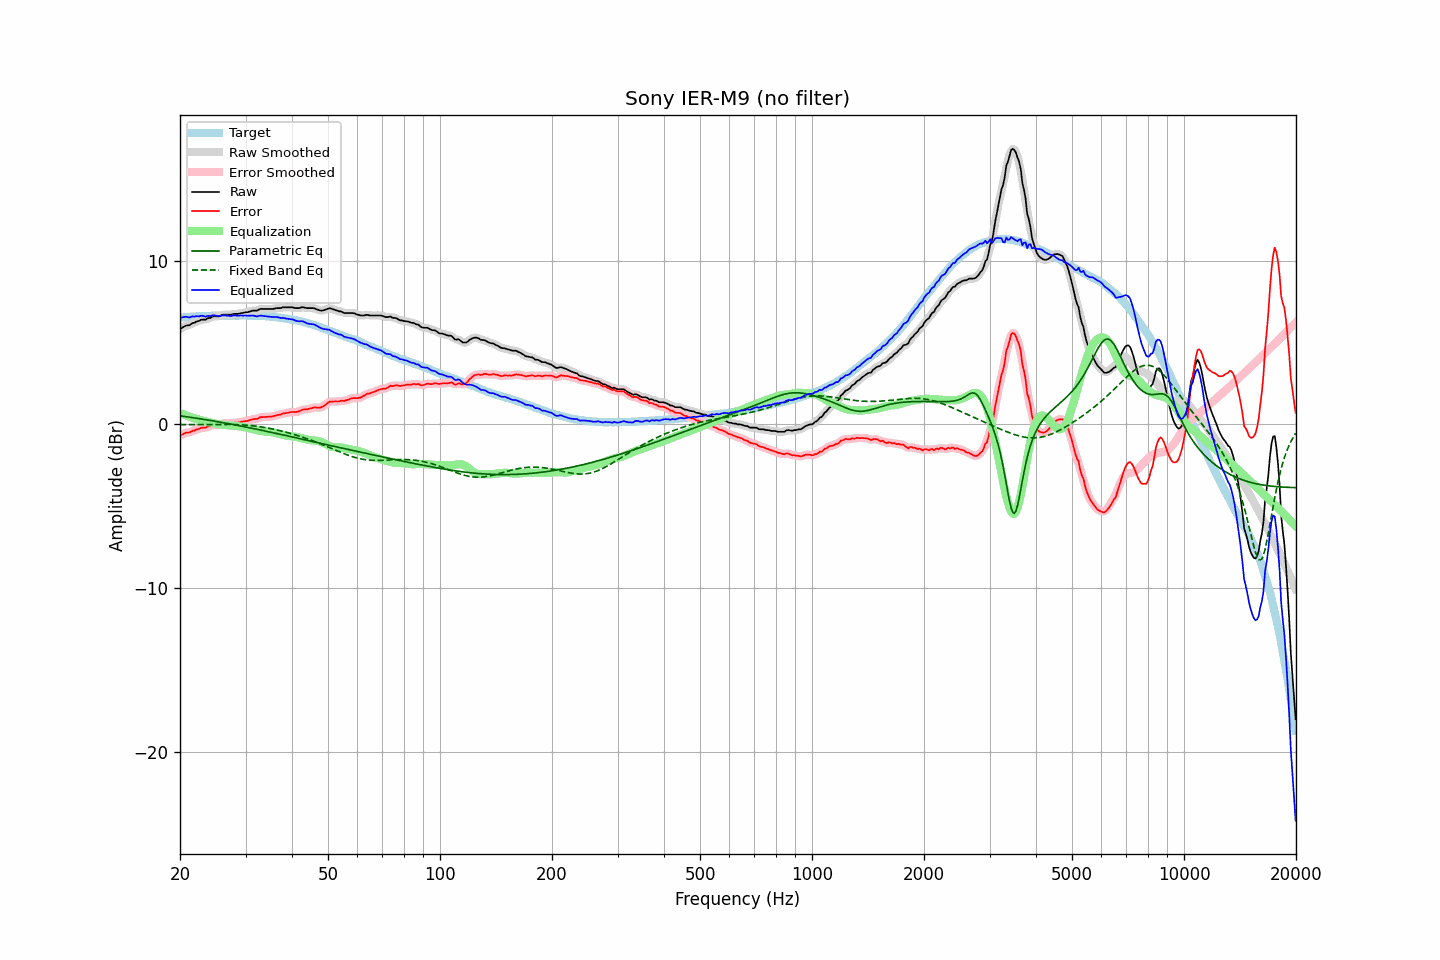 Sony IER-M9 (no filter)
Target
Raw Smoothed
Error Smoothed
Raw
Error
Equalization
Parametric Eq
Fixed Band Eq
Equalized
Amplitude (dBr)
10
0
−10
−20
20
50
100
200
500
1000
2000
5000
10000
20000
Frequency (Hz)